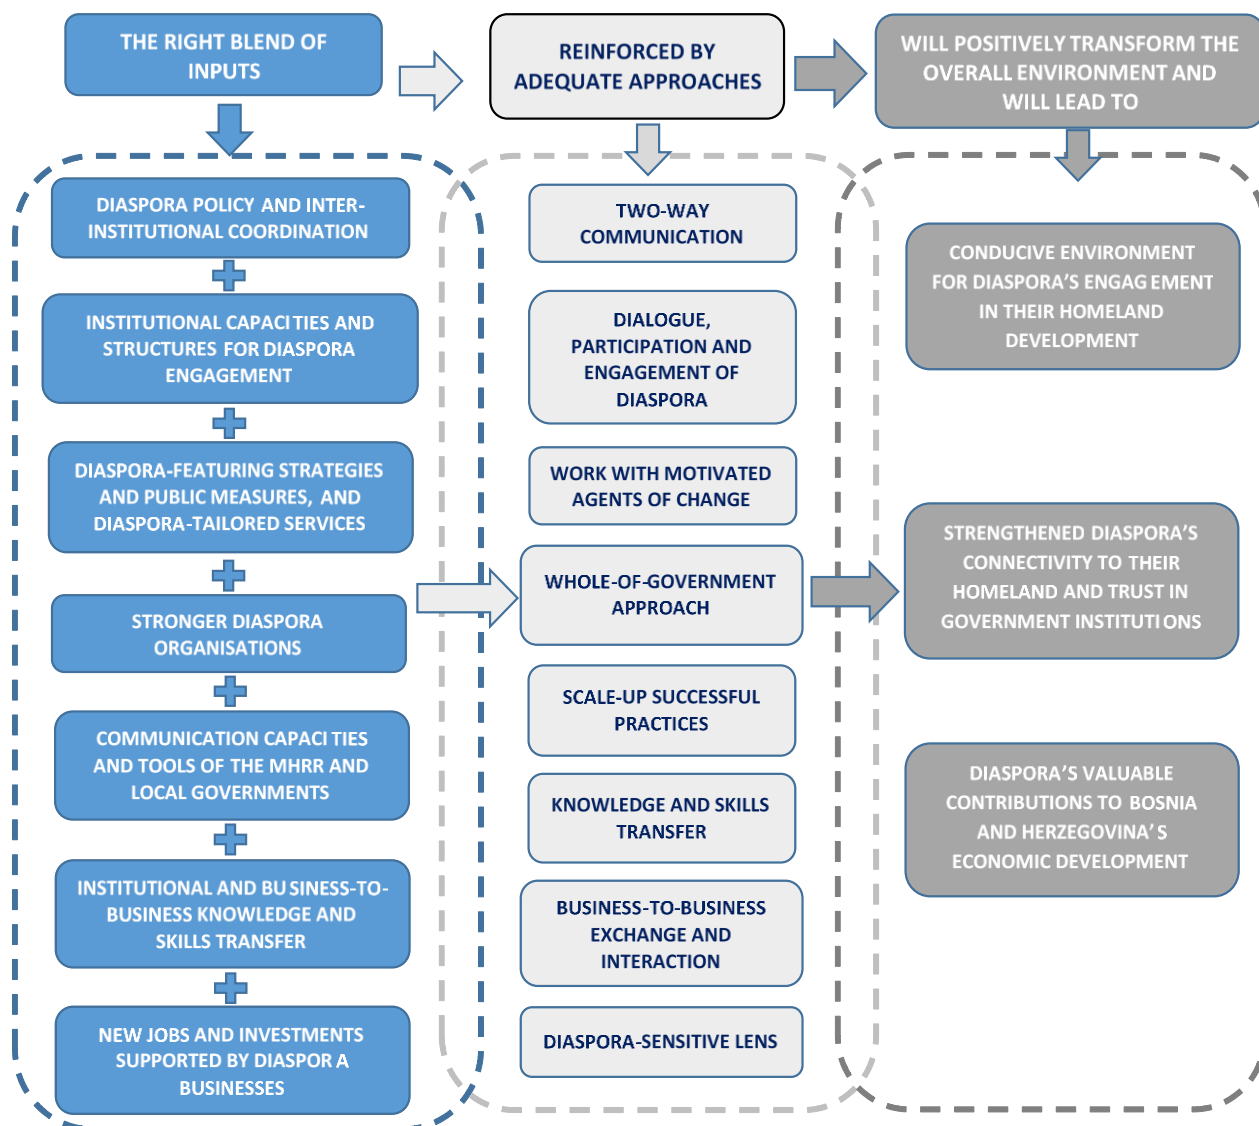 THE RIGHT BLEND OF
INPUTS
REINFORCED BY
ADEQUATE APPROACHES
WILL POSITIVELY TRANSFORM THE
OVERALL ENVIRONMENT AND
WILL LEAD TO
DIASPORA POLICY AND INTER-
INSTITUTIONAL COORDINATION
INSTITUTIONAL CAPACITIES AND
STRUCTURES FOR DIASPORA
ENGAGEMENT
DIASPORA-FEATURING STRATEGIES
AND PUBLIC MEASURES, AND
DIASPORA-TAILORED SERVICES
STRONGER DIASPORA
ORGANISATIONS
COMMUNICATION CAPACITIES
AND TOOLS OF THE MHRR AND
LOCAL GOVERNMENTS
INSTITUTIONAL AND BUSINESS-TO-
BUSINESS KNOWLEDGE AND
SKILLS TRANSFER
NEW JOBS AND INVESTMENTS
SUPPORTED BY DIASPORA
BUSINESSES
TWO-WAY
COMMUNICATION
DIALOGUE,
PARTICIPATION AND
ENGAGEMENT OF
DIASPORA
WORK WITH MOTIVATED
AGENTS OF CHANGE
WHOLE-OF-GOVERNMENT
APPROACH
SCALE-UP SUCCESSFUL
PRACTICES
KNOWLEDGE AND SKILLS
TRANSFER
BUSINESS-TO-BUSINESS
EXCHANGE AND
INTERACTION
DIASPORA-SENSITIVE LENS
CONDUCIVE ENVIRONMENT
FOR DIASPORA’S ENGAGEMENT
IN THEIR HOMELAND
DEVELOPMENT
STRENGTHENED DIASPORA’S
CONNECTIVITY TO THEIR
HOMELAND AND TRUST IN
GOVERNMENT INSTITUTIONS
DIASPORA’S VALUABLE
CONTRIBUTIONS TO BOSNIA
AND HERZEGOVINA’S
ECONOMIC DEVELOPMENT